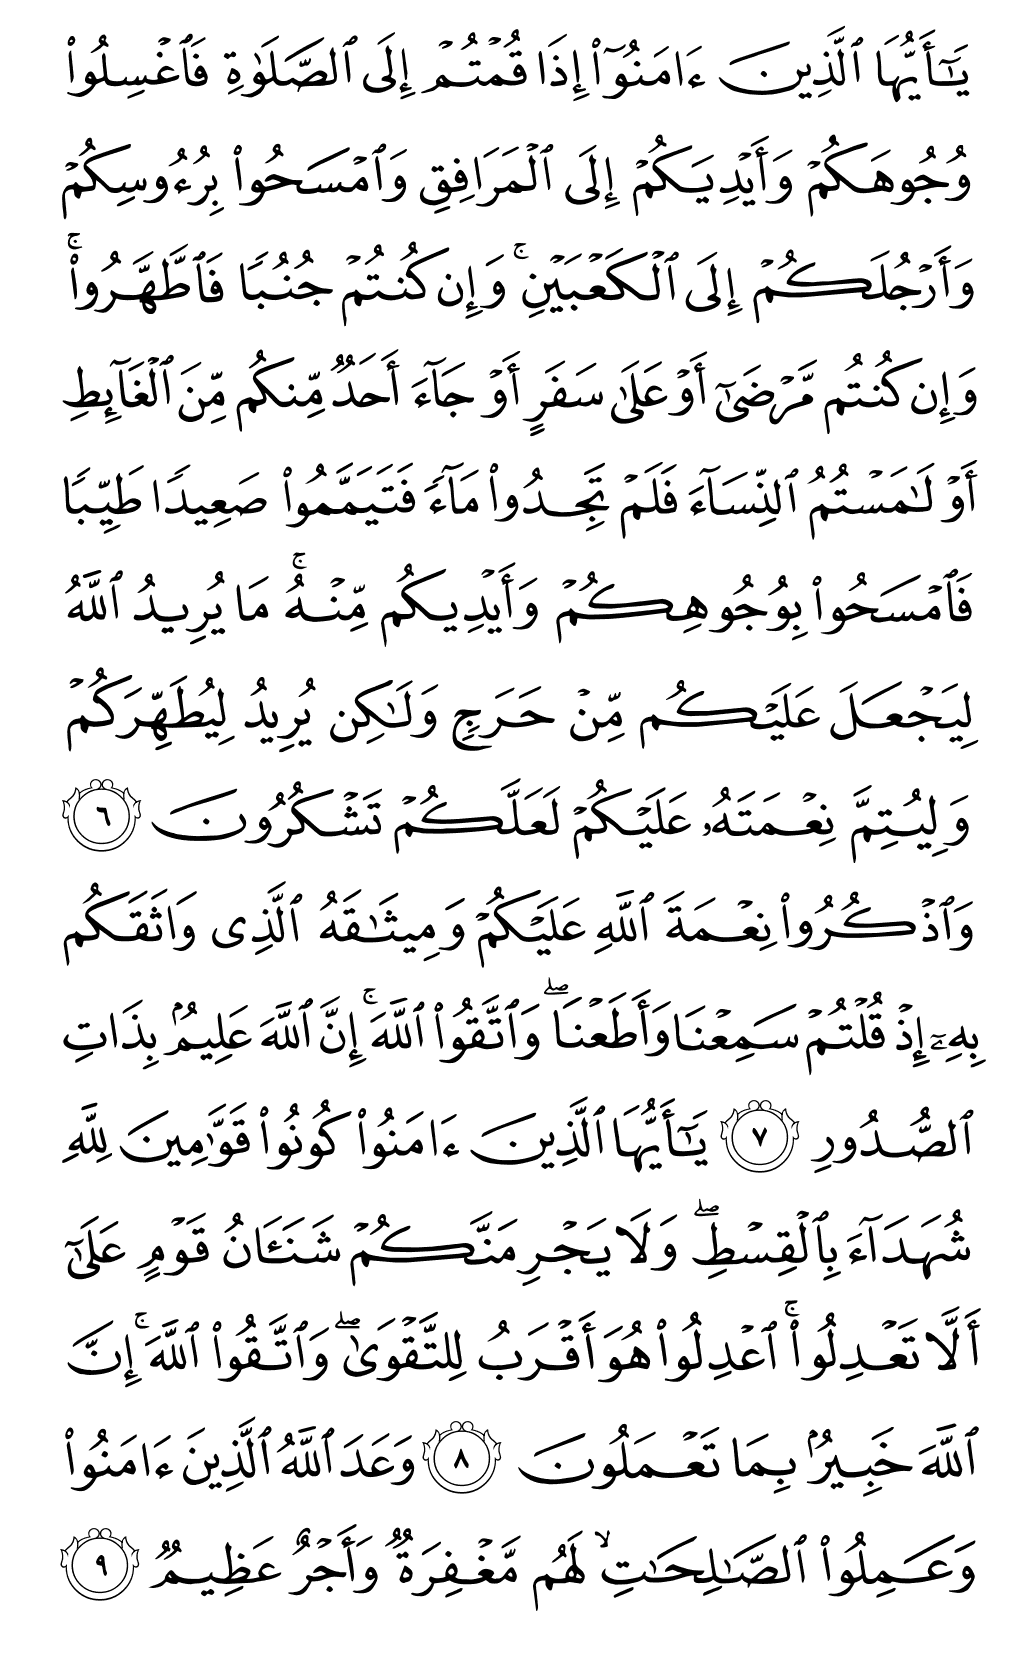 يَـٰٓأَيُّهَا ٱلَّذِينَ ءَامَنُوٓا۟ إِذَا قُمْتُمْ إِلَى ٱلصَّلَوٰةِ فَٱغْسِلُوا۟
وُجُوهَكُمْ وَأَيْدِيَكُمْ إِلَى ٱلْمَرَافِقِ وَٱمْسَحُوا۟ بِرُءُوسِكُمْ
وَأَرْجُلَكُمْ إِلَى ٱلْكَعْبَيْنِ ۚ وَإِن كُنتُمْ جُنُبًا فَٱطَّهَّرُوا۟ ۚ
وَإِن كُنتُم مَّرْضَىٰٓ أَوْ عَلَىٰ سَفَرٍ أَوْ جَآءَ أَحَدٌ مِّنكُم مِّنَ ٱلْغَآئِطِ
أَوْ لَـٰمَسْتُمُ ٱلنِّسَآءَ فَلَمْ تَجِدُوا۟ مَآءً فَتَيَمَّمُوا۟ صَعِيدًا طَيِّبًا
فَٱمْسَحُوا۟ بِوُجُوهِكُمْ وَأَيْدِيكُم مِّنْهُ ۚ مَا يُرِيدُ ٱللَّهُ
لِيَجْعَلَ عَلَيْكُم مِّنْ حَرَجٍ وَلَـٰكِن يُرِيدُ لِيُطَهِّرَكُمْ
وَلِيُتِمَّ نِعْمَتَهُۥ عَلَيْكُمْ لَعَلَّكُمْ تَشْكُرُونَ ٦
وَٱذْكُرُوا۟ نِعْمَةَ ٱللَّهِ عَلَيْكُمْ وَمِيثَـٰقَهُ ٱلَّذِى وَاثَقَكُم
بِهِۦٓ إِذْ قُلْتُمْ سَمِعْنَا وَأَطَعْنَا ۖ وَٱتَّقُوا۟ ٱللَّهَ ۚ إِنَّ ٱللَّهَ عَلِيمٌۢ بِذَاتِ
ٱلصُّدُورِ ٧ يَـٰٓأَيُّهَا ٱلَّذِينَ ءَامَنُوا۟ كُونُوا۟ قَوَّٰمِينَ لِلَّهِ
شُهَدَآءَ بِٱلْقِسْطِ ۖ وَلَا يَجْرِمَنَّكُمْ شَنَـَٔانُ قَوْمٍ عَلَىٰٓ
أَلَّا تَعْدِلُوا۟ ۚ ٱعْدِلُوا۟ هُوَ أَقْرَبُ لِلتَّقْوَىٰ ۖ وَٱتَّقُوا۟ ٱللَّهَ ۚ إِنَّ
ٱللَّهَ خَبِيرٌۢ بِمَا تَعْمَلُونَ ٨ وَعَدَ ٱللَّهُ ٱلَّذِينَ ءَامَنُوا۟
وَعَمِلُوا۟ ٱلصَّـٰلِحَـٰتِ ۙ لَهُم مَّغْفِرَةٌ وَأَجْرٌ عَظِيمٌ ٩